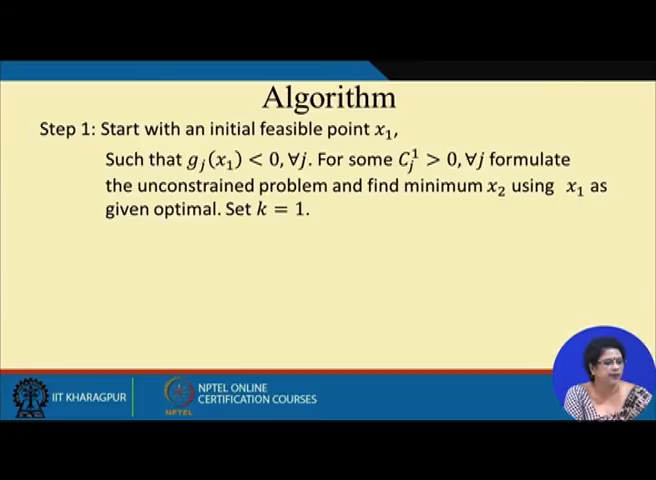 Algorithm
Step 1: Start with an initial feasible point x₁,
Such that gⱼ(x₁) < 0, ∀j. For some Cⱼ¹ > 0, ∀j formulate
the unconstrained problem and find minimum x₂ using x₁ as
given optimal. Set k = 1.
IIT KHARAGPUR
NPTEL
NPTEL ONLINE
CERTIFICATION COURSES